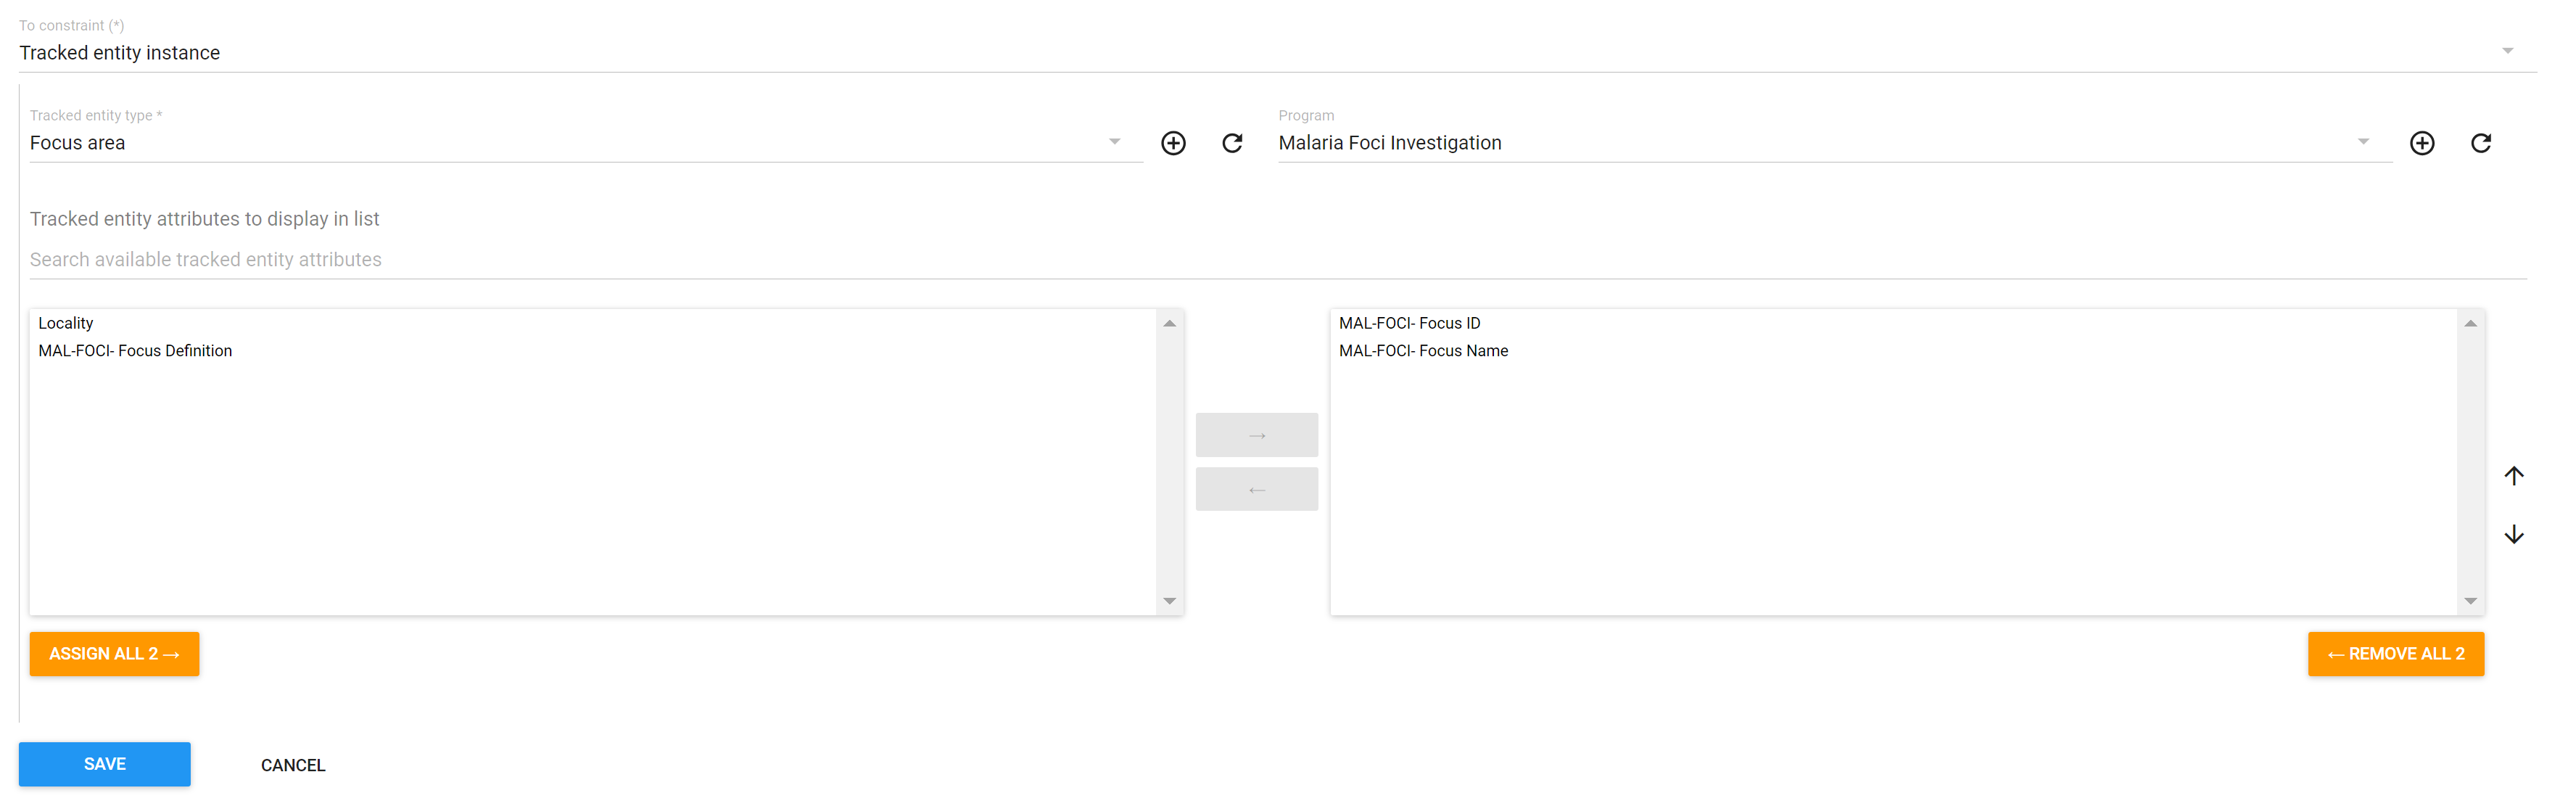 To constraint (*)
Tracked entity instance
Tracked entity type *
Focus area
Program
Malaria Foci Investigation
Tracked entity attributes to display in list
Search available tracked entity attributes
Locality
MAL-FOCI- Focus Definition
→
←
MAL-FOCI- Focus ID
MAL-FOCI- Focus Name
ASSIGN ALL 2 →
← REMOVE ALL 2
SAVE
CANCEL